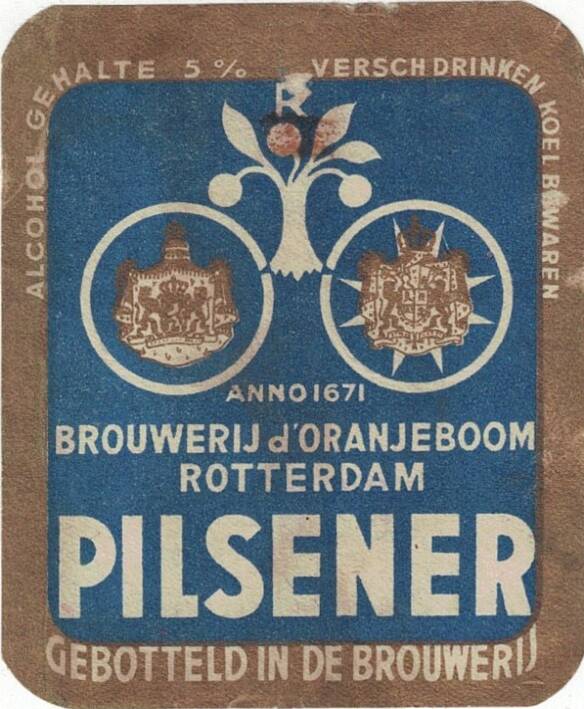 ALCOHOL GEHALTE 5% VERSCH DRINKEN KOEL BEWAREN
ANNO 1671
BROUWERIJ d'ORANJEBOOM
ROTTERDAM
PILSENER
GEBOTTELD IN DE BROUWERIJ